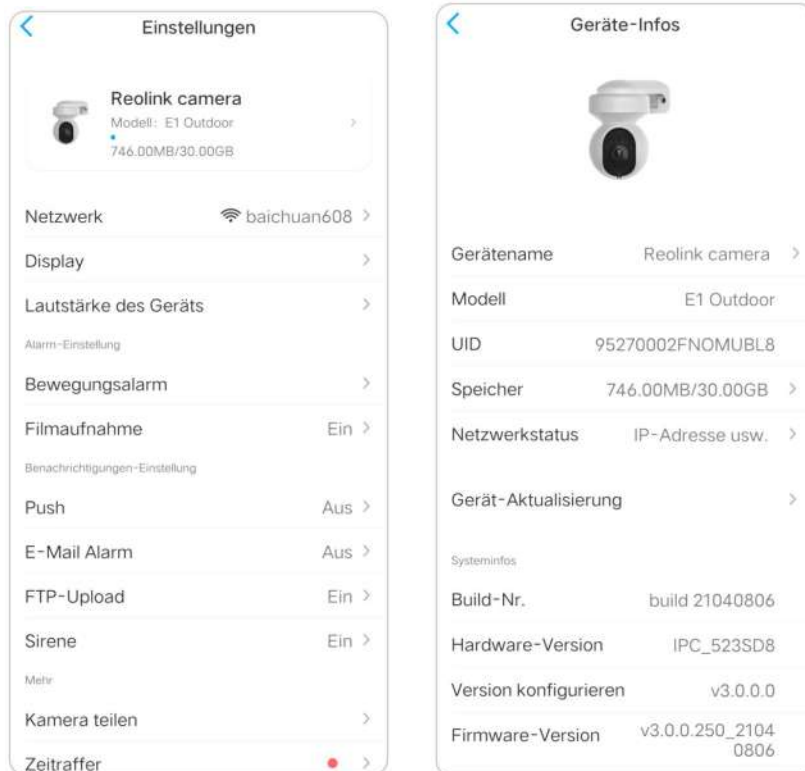 Einstellungen
Reolink camera
Modell: E1 Outdoor
746.00MB/30.00GB
Netzwerk baichuan608
Display
Lautstärke des Geräts
Alarm-Einstellung
Bewegungsalarm
Filmaufnahme Ein
Benachrichtigungen-Einstellung
Push Aus
E-Mail Alarm Aus
FTP-Upload Ein
Sirene Ein
Mehr
Kamera teilen
Zeitraffer
Geräte-Infos
Gerätename Reolink camera
Modell E1 Outdoor
UID 95270002FNOMUBL8
Speicher 746.00MB/30.00GB
Netzwerkstatus IP-Adresse usw.
Gerät-Aktualisierung
Systeminfos
Build-Nr. build 21040806
Hardware-Version IPC_523SD8
Version konfigurieren v3.0.0.0
Firmware-Version v3.0.0.250_2104
0806